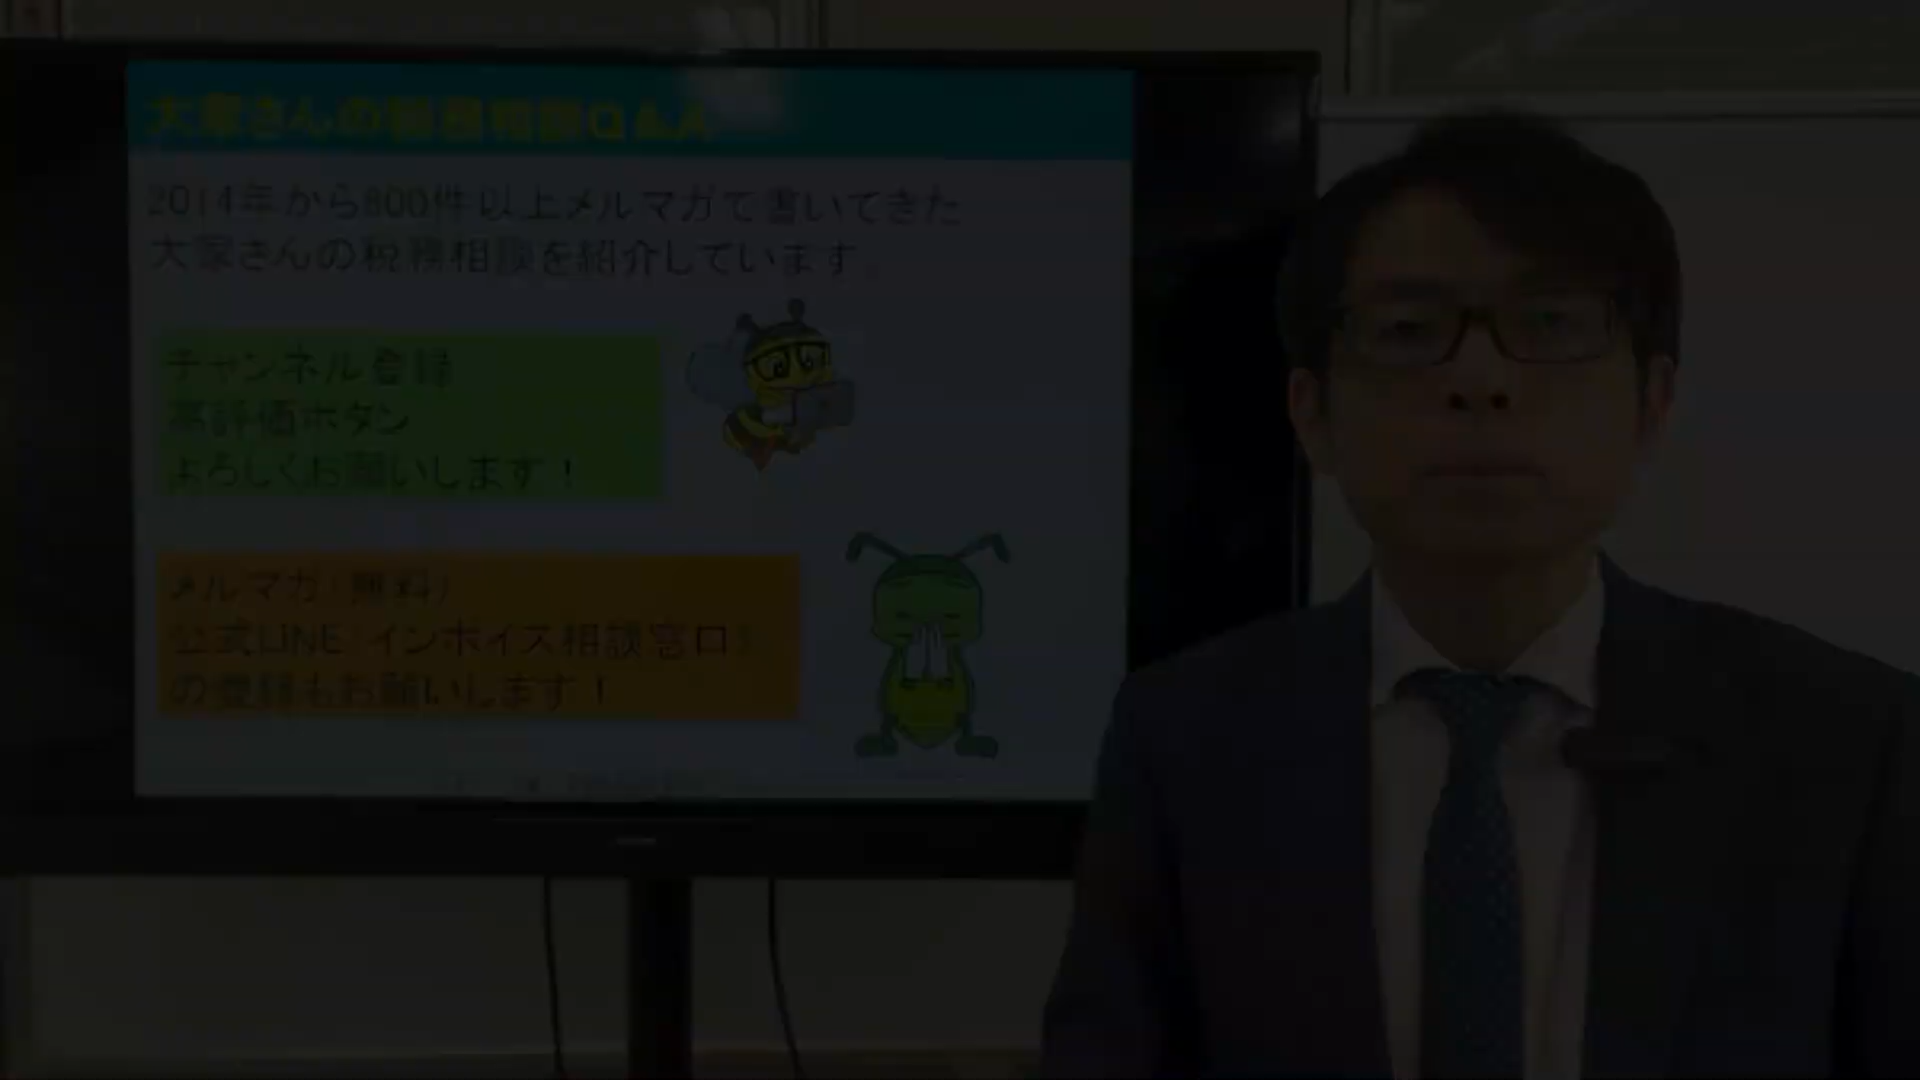 大家さんの税務相談Q&A
2014年から800件以上メルマガで書いてきた
大家さんの税務相談を紹介しています
チャンネル登録
高評価ボタン
よろしくお願いします！
メルマガ（無料）
公式LINE（インボイス相談窓口）
の登録もお願いします！